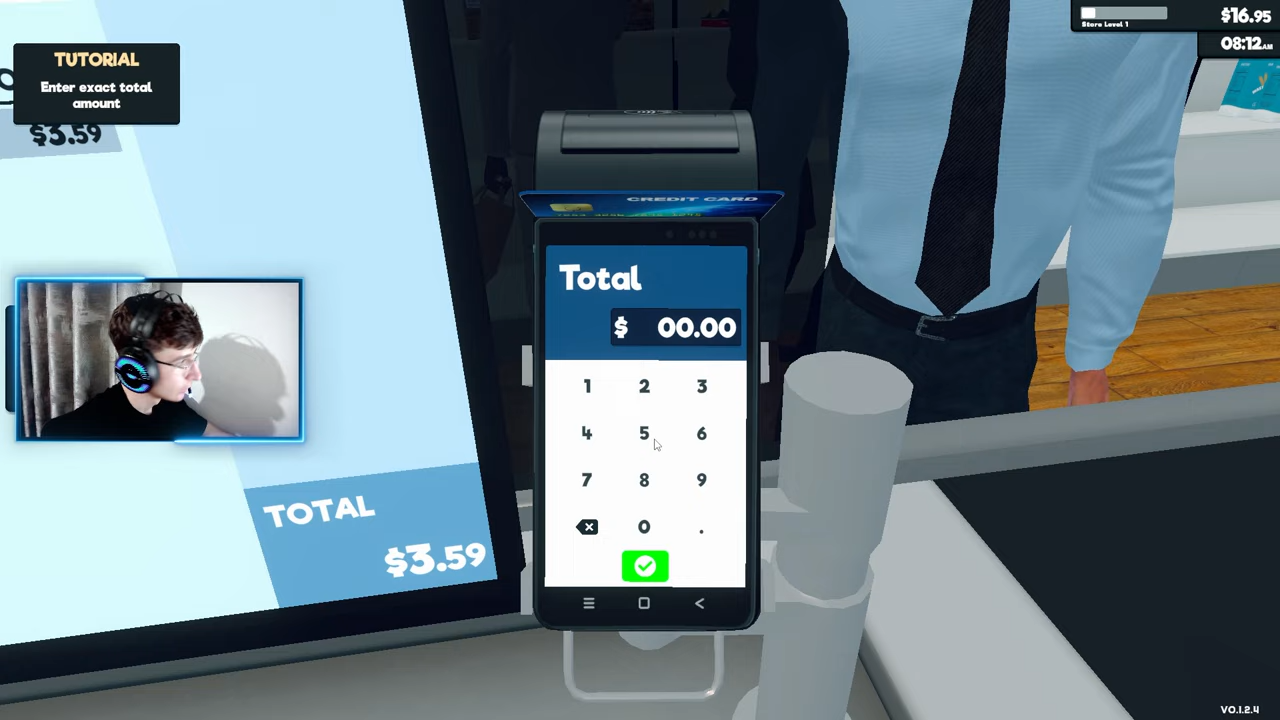 $16.95
Store Level 1
08:12AM
TUTORIAL
Enter exact total
amount
$3.59
CREDIT CARD
Total
$ 00.00
1 2 3
4 5 6
7 8 9
0 .
TOTAL
$3.59
V0.1.2.4